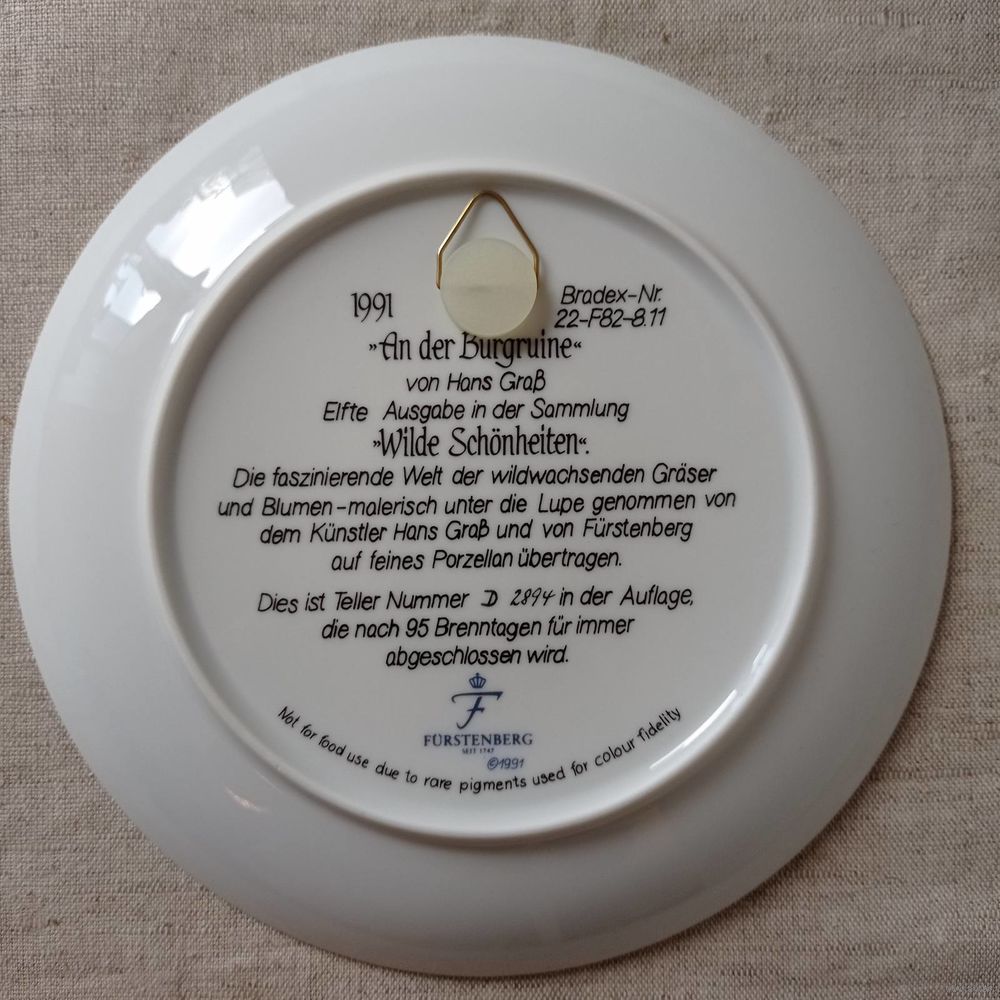 1991
Bradex-Nr.
22-F82-8.11
»An der Burgruine«
von Hans Graß
Elfte Ausgabe in der Sammlung
»Wilde Schönheiten«.
Die faszinierende Welt der wildwachsenden Gräser
und Blumen-malerisch unter die Lupe genommen von
dem Künstler Hans Graß und von Fürstenberg
auf feines Porzellan übertragen.
Dies ist Teller Nummer D 2894 in der Auflage,
die nach 95 Brenntagen für immer
abgeschlossen wird.
F
FÜRSTENBERG
SEIT 1747
©1991
Not for food use due to rare pigments used for colour fidelity